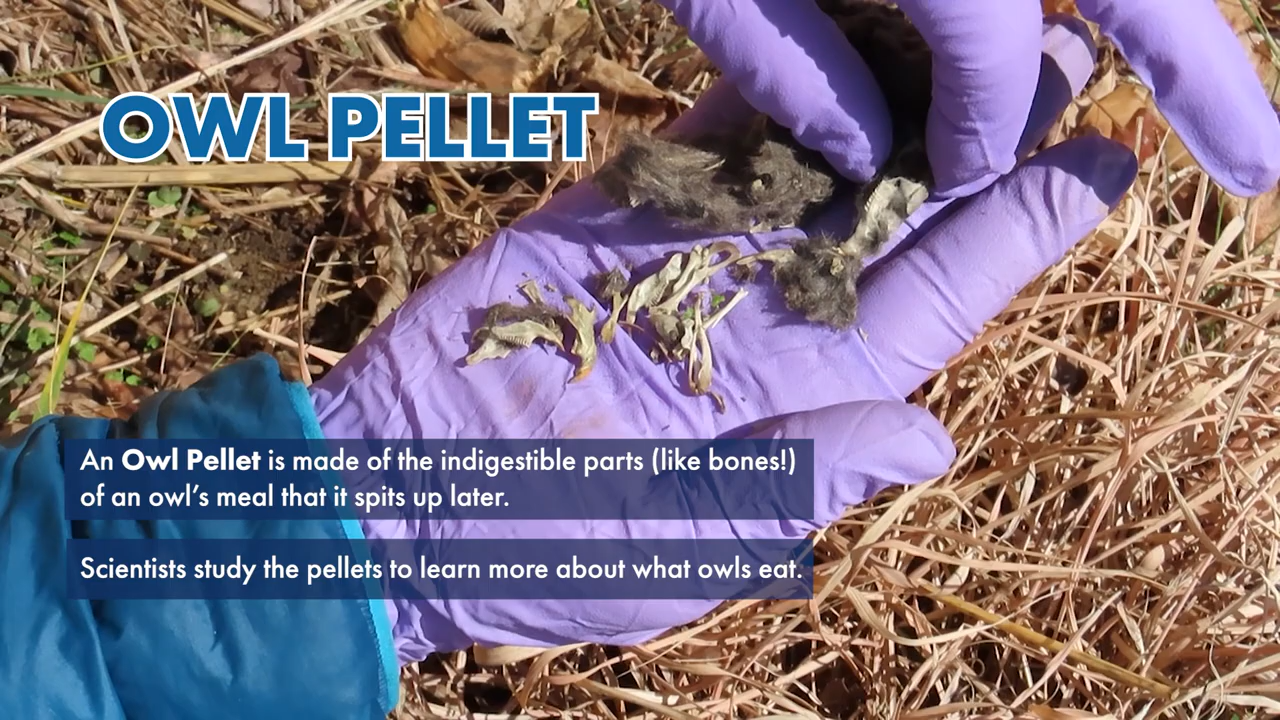 OWL PELLET
An Owl Pellet is made of the indigestible parts (like bones!)
of an owl’s meal that it spits up later.
Scientists study the pellets to learn more about what owls eat.